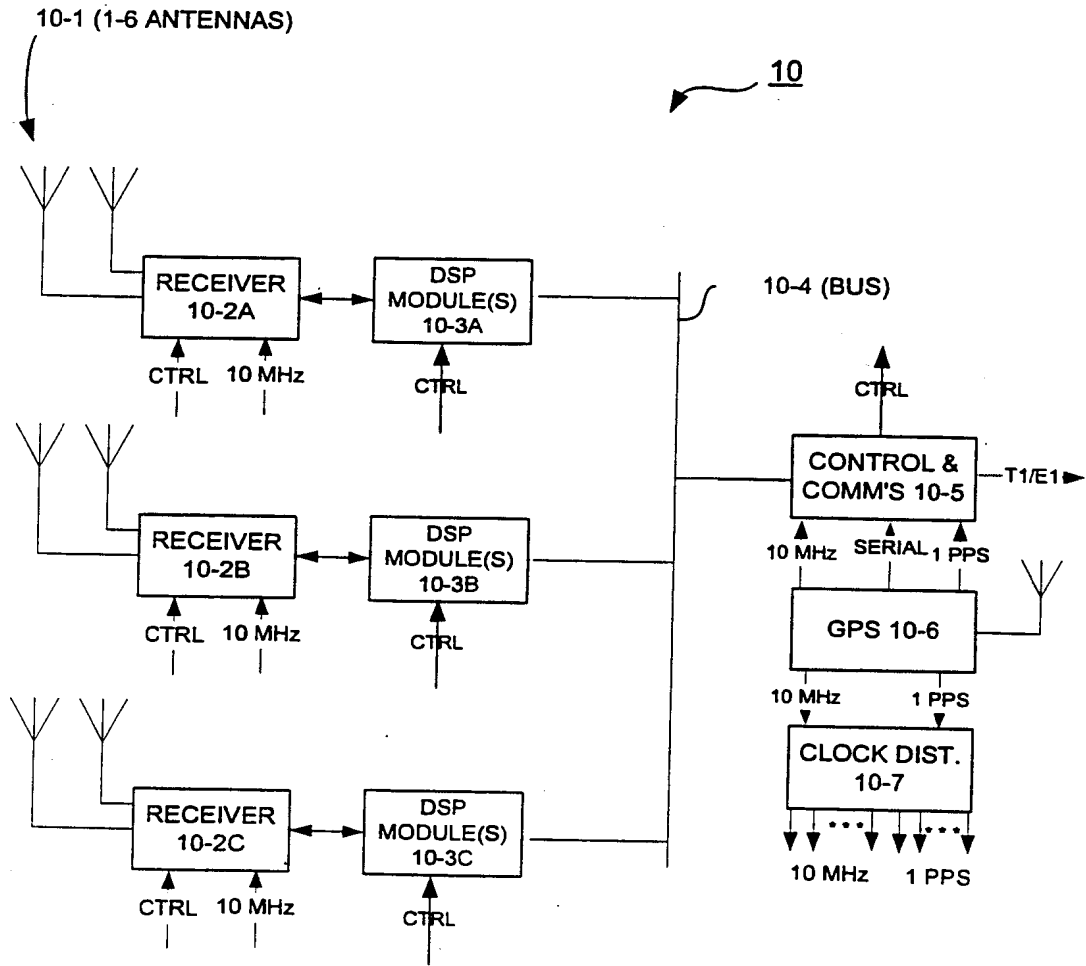 10-1 (1-6 ANTENNAS)
10
RECEIVER
10-2A
DSP
MODULE(S)
10-3A
10-4 (BUS)
CTRL
10 MHz
CTRL
CTRL
CONTROL &
COMM'S 10-5
T1/E1
RECEIVER
10-2B
DSP
MODULE(S)
10-3B
10 MHz
SERIAL
1 PPS
CTRL
10 MHz
CTRL
GPS 10-6
10 MHz
1 PPS
CLOCK DIST.
10-7
RECEIVER
10-2C
DSP
MODULE(S)
10-3C
***
***
10 MHz
1 PPS
CTRL
10 MHz
CTRL